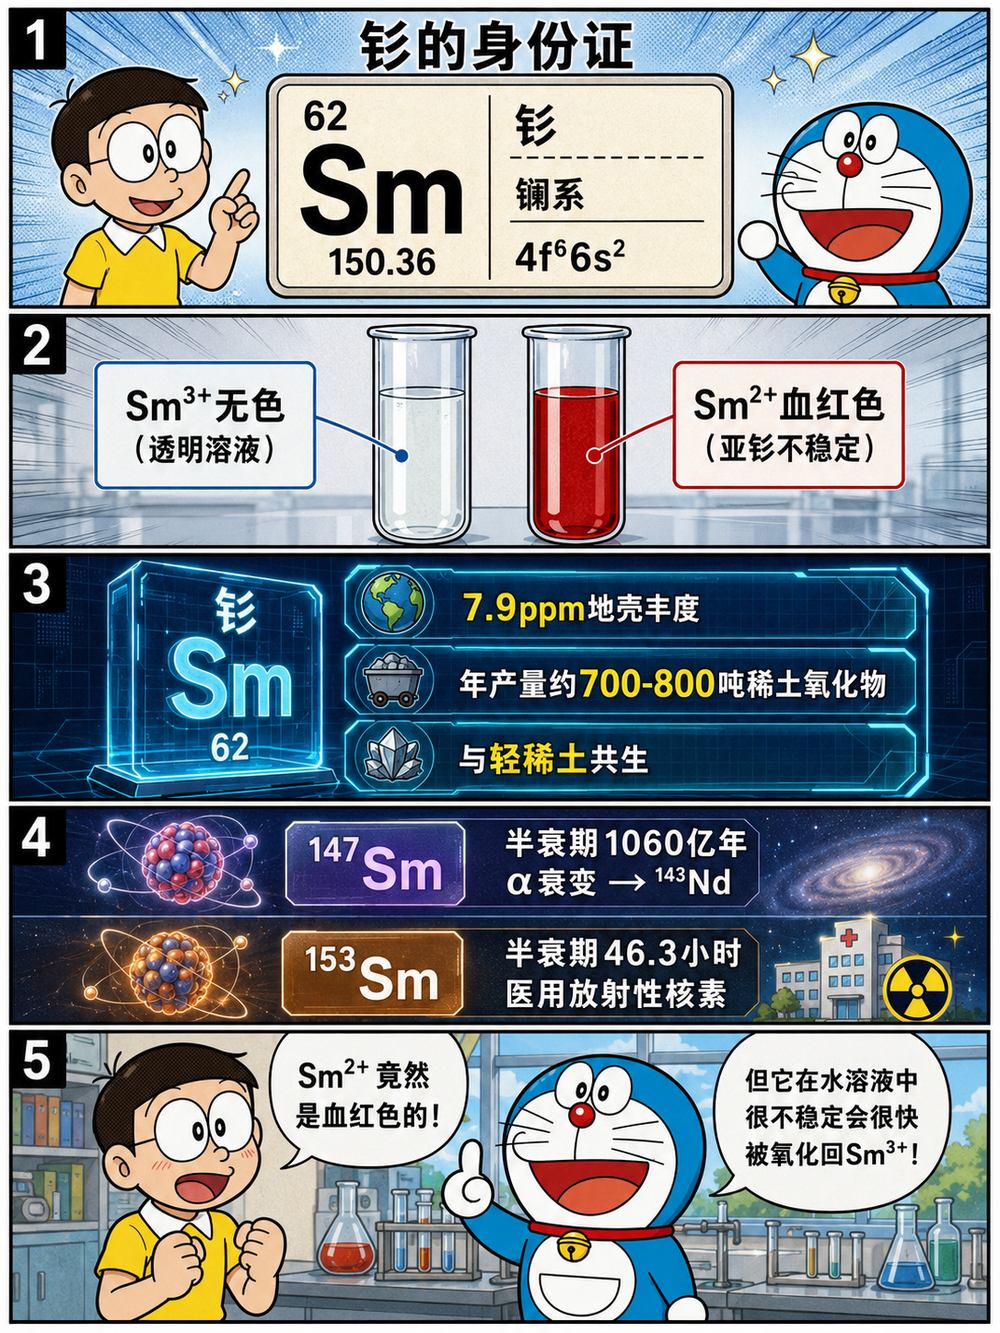 1
钐的身份证
62
Sm
150.36
钐
镧系
4f⁶6s²
2
Sm³⁺无色
（透明溶液）
Sm²⁺血红色
（亚钐不稳定）
3
钐
Sm
62
7.9ppm地壳丰度
年产量约700-800吨稀土氧化物
与轻稀土共生
4
¹⁴⁷Sm
半衰期1060亿年
α衰变 → ¹⁴³Nd
¹⁵³Sm
半衰期46.3小时
医用放射性核素
5
Sm²⁺ 竟然
是血红色的！
但它在水溶液中
很不稳定会很快
被氧化回Sm³⁺！